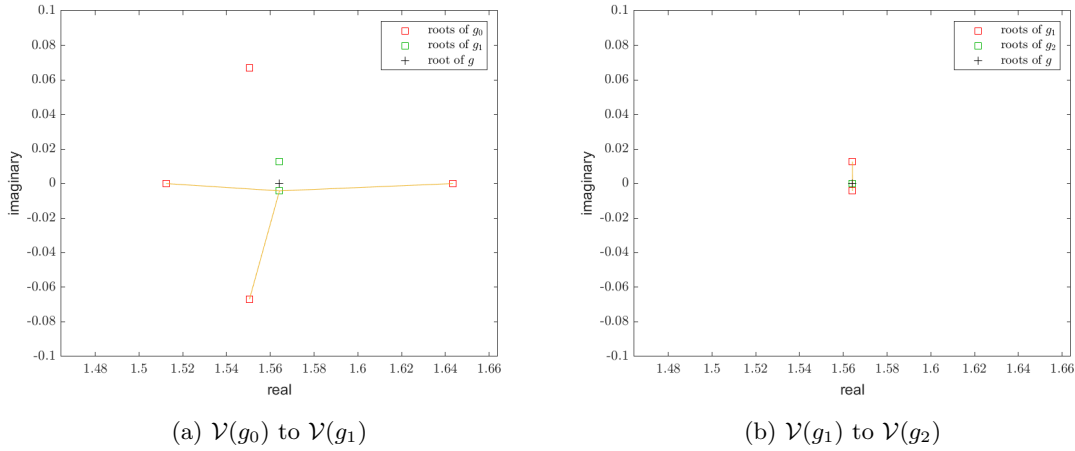 0.1
0.08
0.06
0.04
0.02
0
-0.02
-0.04
-0.06
-0.08
-0.1
imaginary
1.48 1.5 1.52 1.54 1.56 1.58 1.6 1.62 1.64 1.66
real
roots of g₀
roots of g₁
root of g
(a) 𝒱(g₀) to 𝒱(g₁)
0.1
0.08
0.06
0.04
0.02
0
-0.02
-0.04
-0.06
-0.08
-0.1
imaginary
1.48 1.5 1.52 1.54 1.56 1.58 1.6 1.62 1.64 1.66
real
roots of g₁
roots of g₂
roots of g
(b) 𝒱(g₁) to 𝒱(g₂)